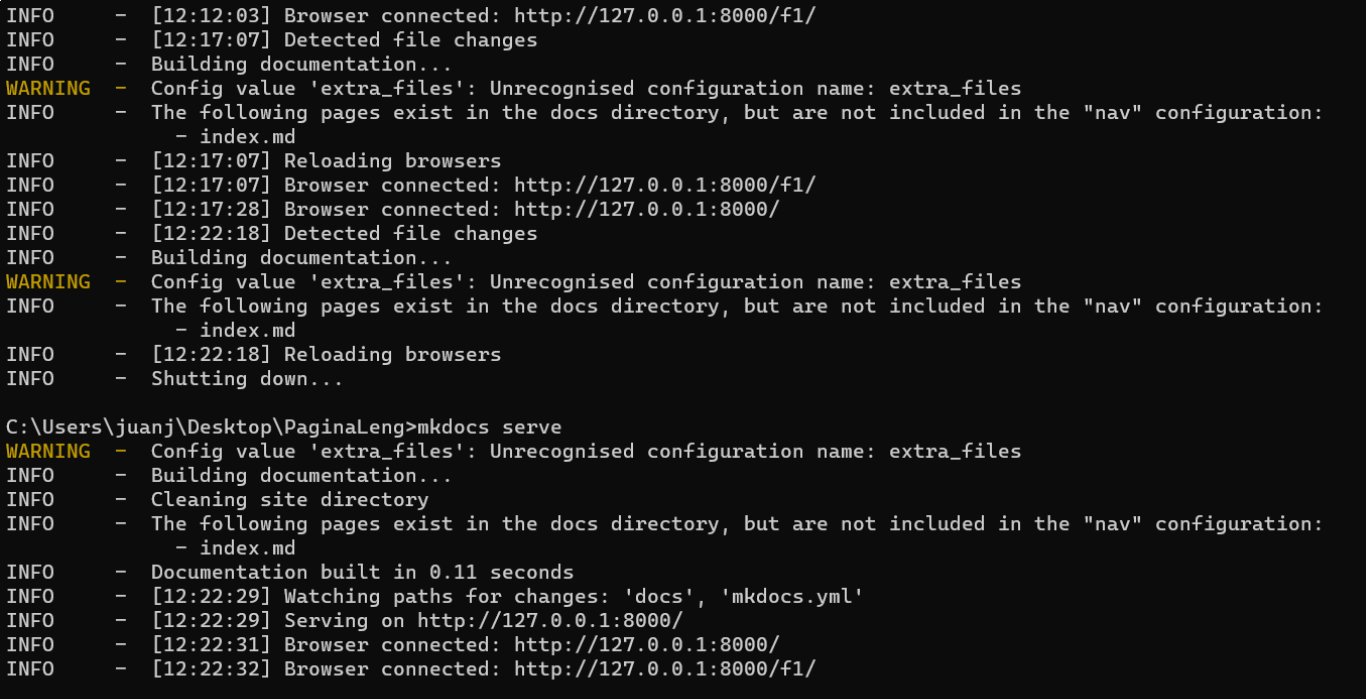 INFO     -  [12:12:03] Browser connected: http://127.0.0.1:8000/f1/
INFO     -  [12:17:07] Detected file changes
INFO     -  Building documentation...
WARNING  -  Config value 'extra_files': Unrecognised configuration name: extra_files
INFO     -  The following pages exist in the docs directory, but are not included in the "nav" configuration:
              - index.md
INFO     -  [12:17:07] Reloading browsers
INFO     -  [12:17:07] Browser connected: http://127.0.0.1:8000/f1/
INFO     -  [12:17:28] Browser connected: http://127.0.0.1:8000/
INFO     -  [12:22:18] Detected file changes
INFO     -  Building documentation...
WARNING  -  Config value 'extra_files': Unrecognised configuration name: extra_files
INFO     -  The following pages exist in the docs directory, but are not included in the "nav" configuration:
              - index.md
INFO     -  [12:22:18] Reloading browsers
INFO     -  Shutting down...

C:\Users\juanj\Desktop\PaginaLeng>mkdocs serve
WARNING  -  Config value 'extra_files': Unrecognised configuration name: extra_files
INFO     -  Building documentation...
INFO     -  Cleaning site directory
INFO     -  The following pages exist in the docs directory, but are not included in the "nav" configuration:
              - index.md
INFO     -  Documentation built in 0.11 seconds
INFO     -  [12:22:29] Watching paths for changes: 'docs', 'mkdocs.yml'
INFO     -  [12:22:29] Serving on http://127.0.0.1:8000/
INFO     -  [12:22:31] Browser connected: http://127.0.0.1:8000/
INFO     -  [12:22:32] Browser connected: http://127.0.0.1:8000/f1/